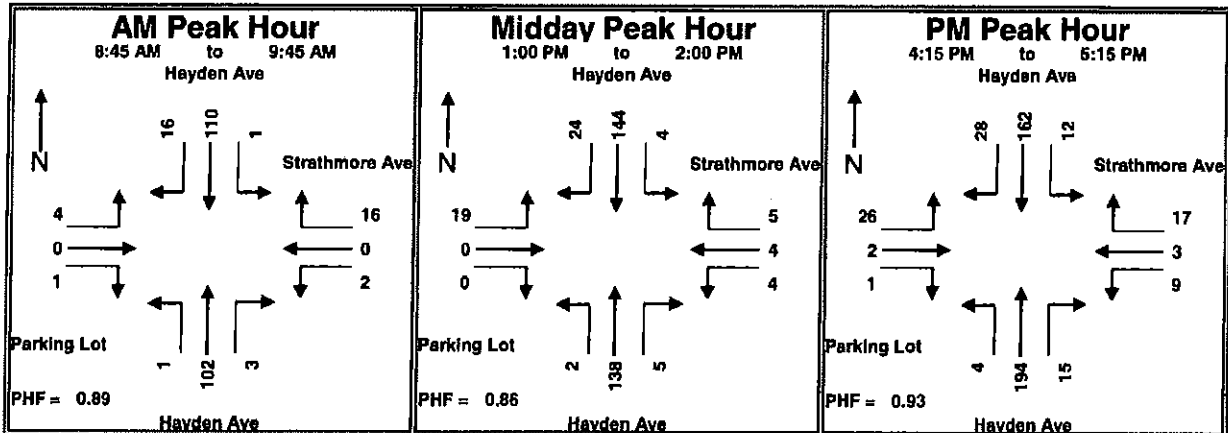 AM Peak Hour
8:45 AM to 9:45 AM
Hayden Ave
16 110 1
N
Strathmore Ave
4 16
0 0
1 2
Parking Lot
1 102 3
PHF = 0.89
Hayden Ave
Midday Peak Hour
1:00 PM to 2:00 PM
Hayden Ave
24 144 4
N
Strathmore Ave
19 5
0 4
0 4
Parking Lot
2 138 5
PHF = 0.86
Hayden Ave
PM Peak Hour
4:15 PM to 5:15 PM
Hayden Ave
28 162 12
N
Strathmore Ave
26 17
2 3
1 9
Parking Lot
4 194 15
PHF = 0.93
Hayden Ave